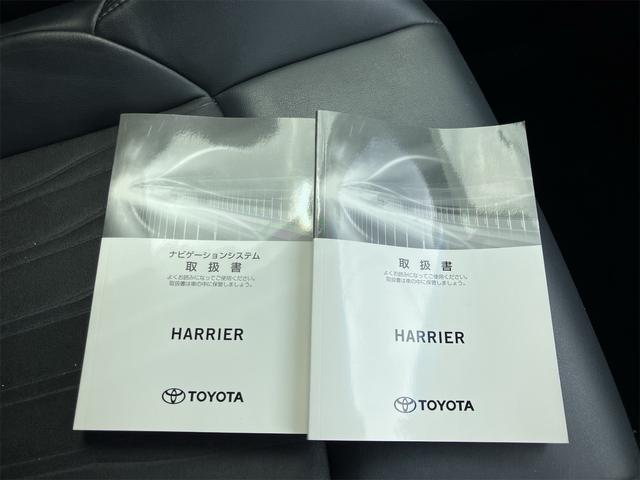 ナビゲーションシステム
取扱書
よくお読みになってご使用ください。
取扱書は車の中に保管しましょう。
HARRIER
TOYOTA
取扱書
よくお読みになってご使用ください。
取扱書は車の中に保管しましょう。
HARRIER
TOYOTA